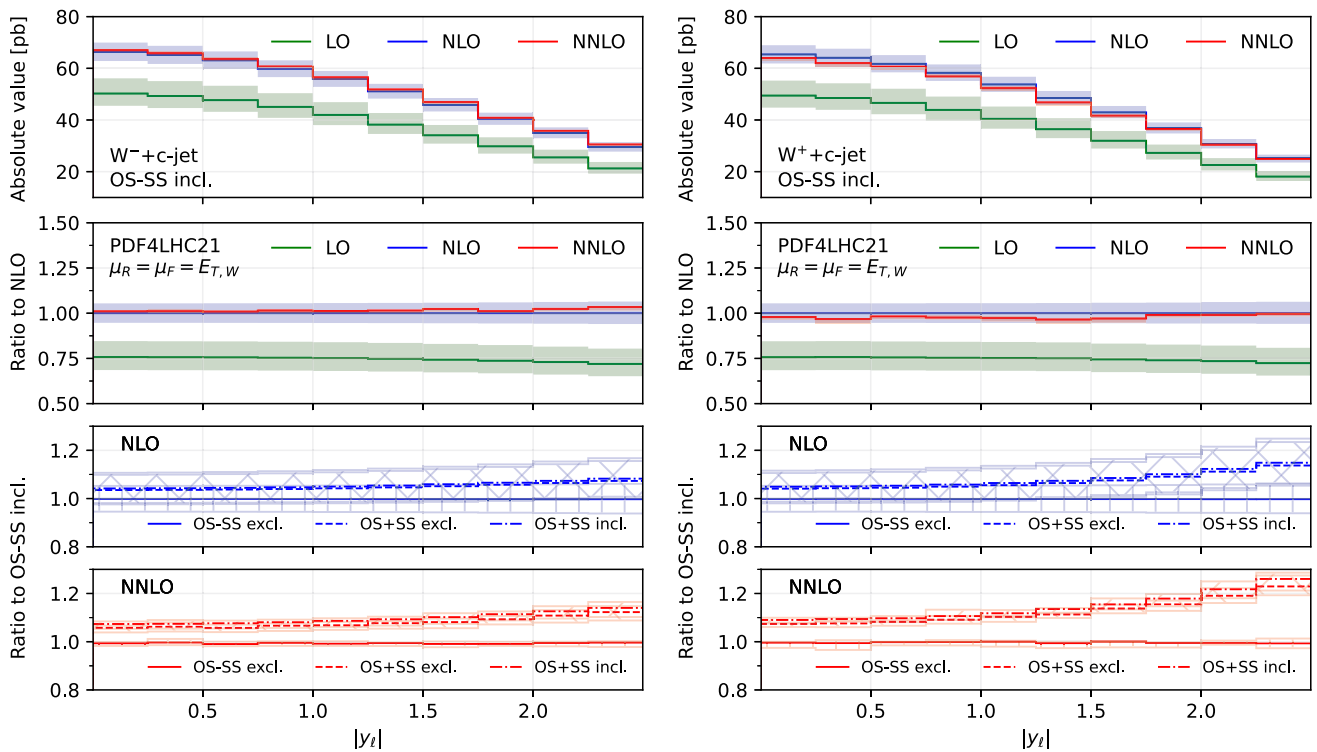 Absolute value [pb]
80
60
40
20
LO
NLO
NNLO
W⁻+c-jet
OS-SS incl.
Ratio to NLO
1.50
1.25
1.00
0.75
0.50
PDF4LHC21
LO
NLO
NNLO
μ_R = μ_F = E_{T,W}
Ratio to OS-SS incl.
1.2
1.0
0.8
NLO
OS-SS excl.
OS+SS excl.
OS+SS incl.
1.2
1.0
0.8
NNLO
OS-SS excl.
OS+SS excl.
OS+SS incl.
0.5
1.0
1.5
2.0
|y_ℓ|
Absolute value [pb]
80
60
40
20
LO
NLO
NNLO
W⁺+c-jet
OS-SS incl.
Ratio to NLO
1.50
1.25
1.00
0.75
0.50
PDF4LHC21
LO
NLO
NNLO
μ_R = μ_F = E_{T,W}
Ratio to OS-SS incl.
1.2
1.0
0.8
NLO
OS-SS excl.
OS+SS excl.
OS+SS incl.
1.2
1.0
0.8
NNLO
OS-SS excl.
OS+SS excl.
OS+SS incl.
0.5
1.0
1.5
2.0
|y_ℓ|